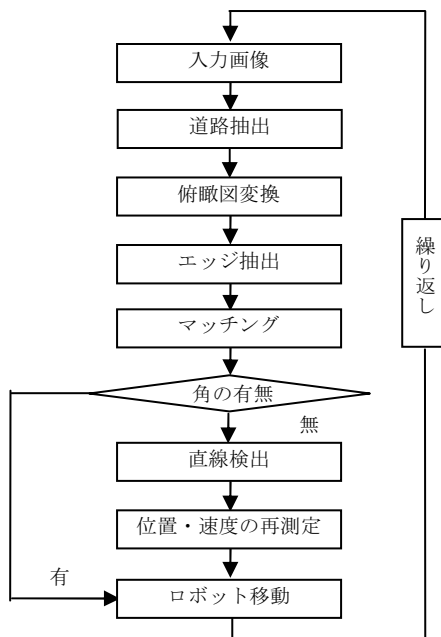 入力画像
道路抽出
俯瞰図変換
エッジ抽出
マッチング
角の有無
無
直線検出
位置・速度の再測定
有
ロボット移動
繰り返し